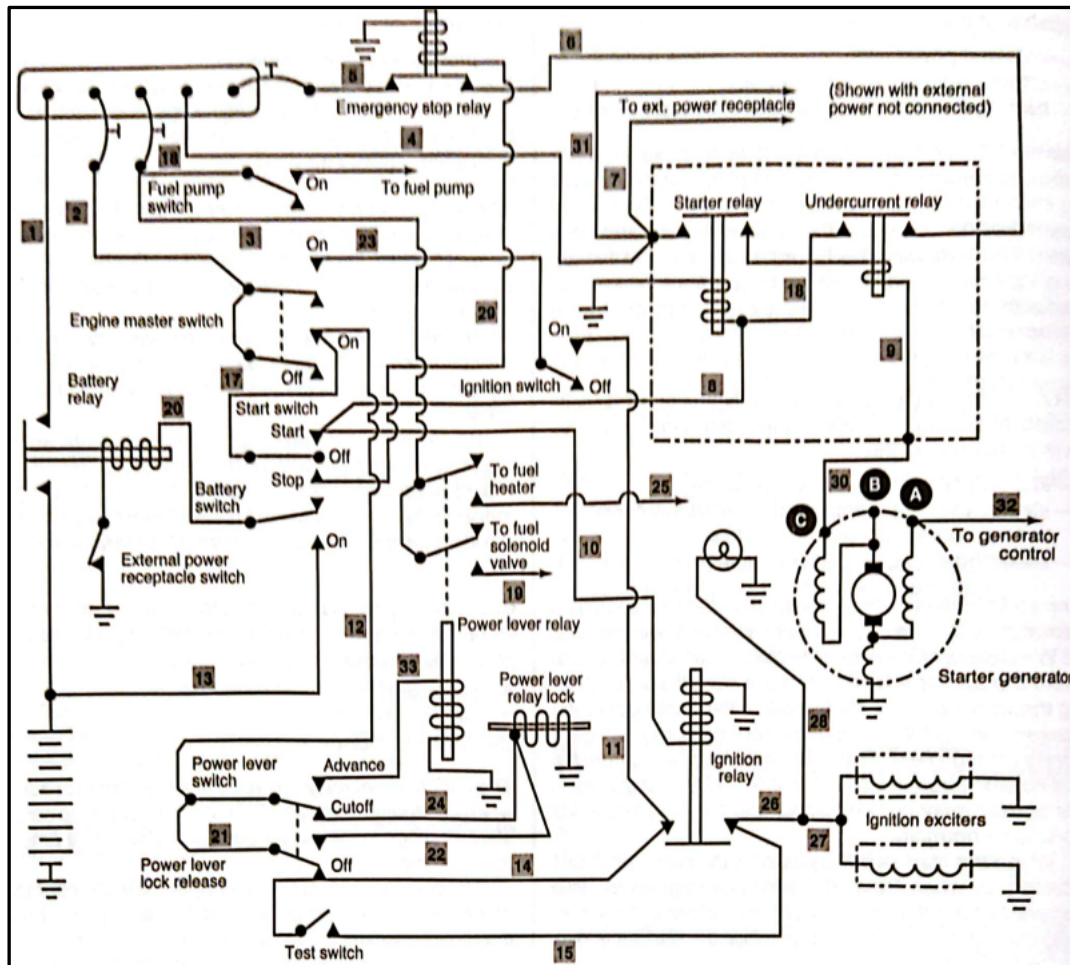 6
5
Emergency stop relay
4
To ext. power receptacle
(Shown with external
power not connected)
31
7
18
Fuel pump
switch
On
To fuel pump
1
2
3
23
On
Starter relay
Undercurrent relay
18
9
8
Engine master switch
On
Off
17
29
On
Ignition switch
Off
Battery
relay
20
Start switch
Start
Off
Stop
Battery
switch
On
External power
receptacle switch
To fuel
heater
25
To fuel
solenoid
valve
19
10
30
C
B
A
32
To generator
control
Starter generator
12
13
Power lever relay
33
Power lever
relay lock
11
28
Ignition
relay
Power lever
switch
Advance
Cutoff
24
21
22
14
Off
Power lever
lock release
26
27
Ignition exciters
Test switch
15